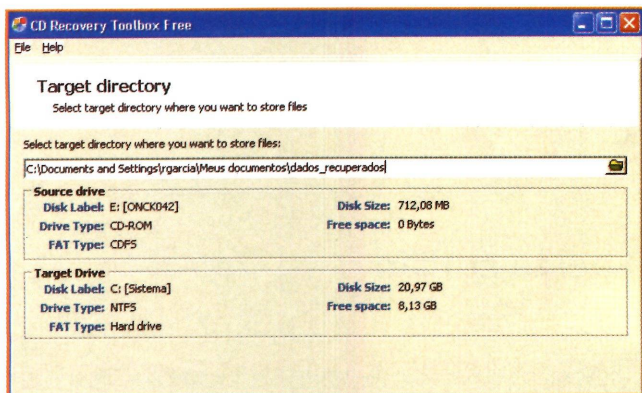 CD Recovery Toolbox Free
File Help
Target directory
Select target directory where you want to store files
Select target directory where you want to store files:
C:\Documents and Settings\rgarcia\Meus documentos\dados_recuperados
Source drive
Disk Label: E: [ONCK042] Disk Size: 712,08 MB
Drive Type: CD-ROM Free space: 0 Bytes
FAT Type: CDFS
Target Drive
Disk Label: C: [Sistema] Disk Size: 20,97 GB
Drive Type: NTFS Free space: 8,13 GB
FAT Type: Hard drive